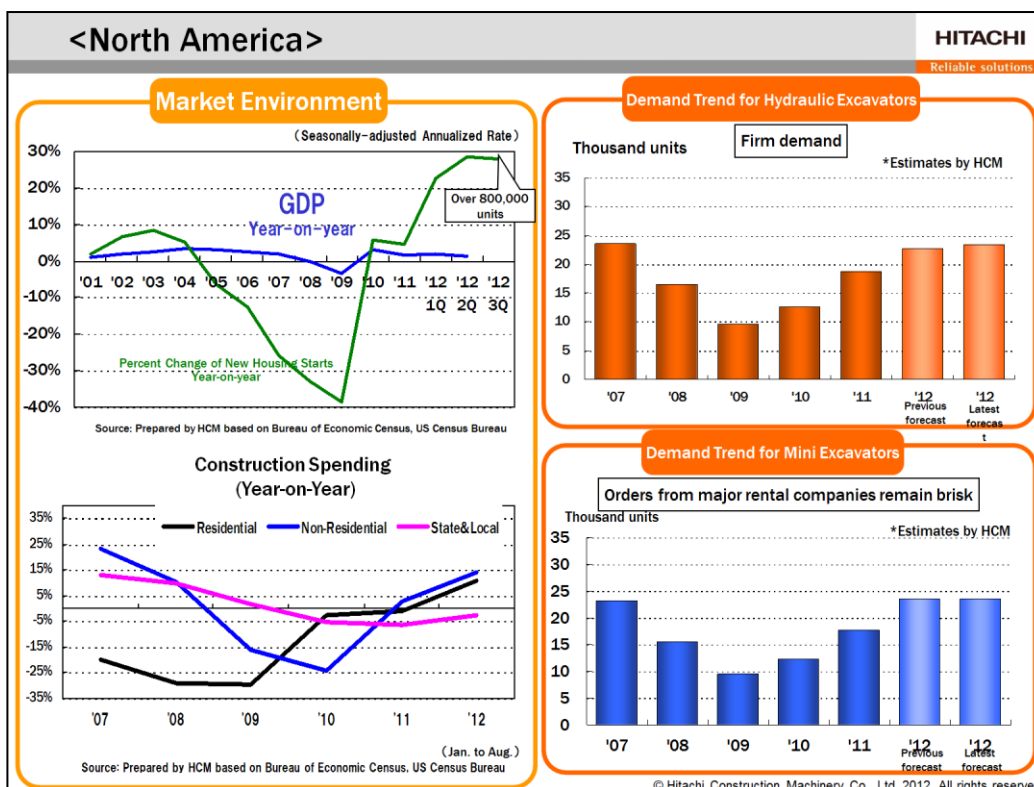 <North America>
HITACHI
Reliable solutions
Market Environment
(Seasonally-adjusted Annualized Rate)
30%
20%
10%
0%
-10%
-20%
-30%
-40%
GDP
Year-on-year
Over 800,000
units
'01 '02 '03 '04 '05 '06 '07 '08 '09 '10 '11 '12 '12 '12
1Q 2Q 3Q
Percent Change of New Housing Starts
Year-on-year
Source: Prepared by HCM based on Bureau of Economic Census, US Census Bureau
Construction Spending
(Year-on-Year)
Residential Non-Residential State&Local
35%
25%
15%
5%
-5%
-15%
-25%
-35%
'07 '08 '09 '10 '11 '12
(Jan. to Aug.)
Source: Prepared by HCM based on Bureau of Economic Census, US Census Bureau
Demand Trend for Hydraulic Excavators
Firm demand
Thousand units
*Estimates by HCM
35
30
25
20
15
10
5
0
'07 '08 '09 '10 '11 '12 '12
Previous
forecast
Latest
forecas
t
Demand Trend for Mini Excavators
Orders from major rental companies remain brisk
Thousand units
*Estimates by HCM
35
30
25
20
15
10
5
0
'07 '08 '09 '10 '11 '12 '12
Previous
forecast
Latest
forecast
© Hitachi Construction Machinery Co., Ltd. 2012. All rights reserve